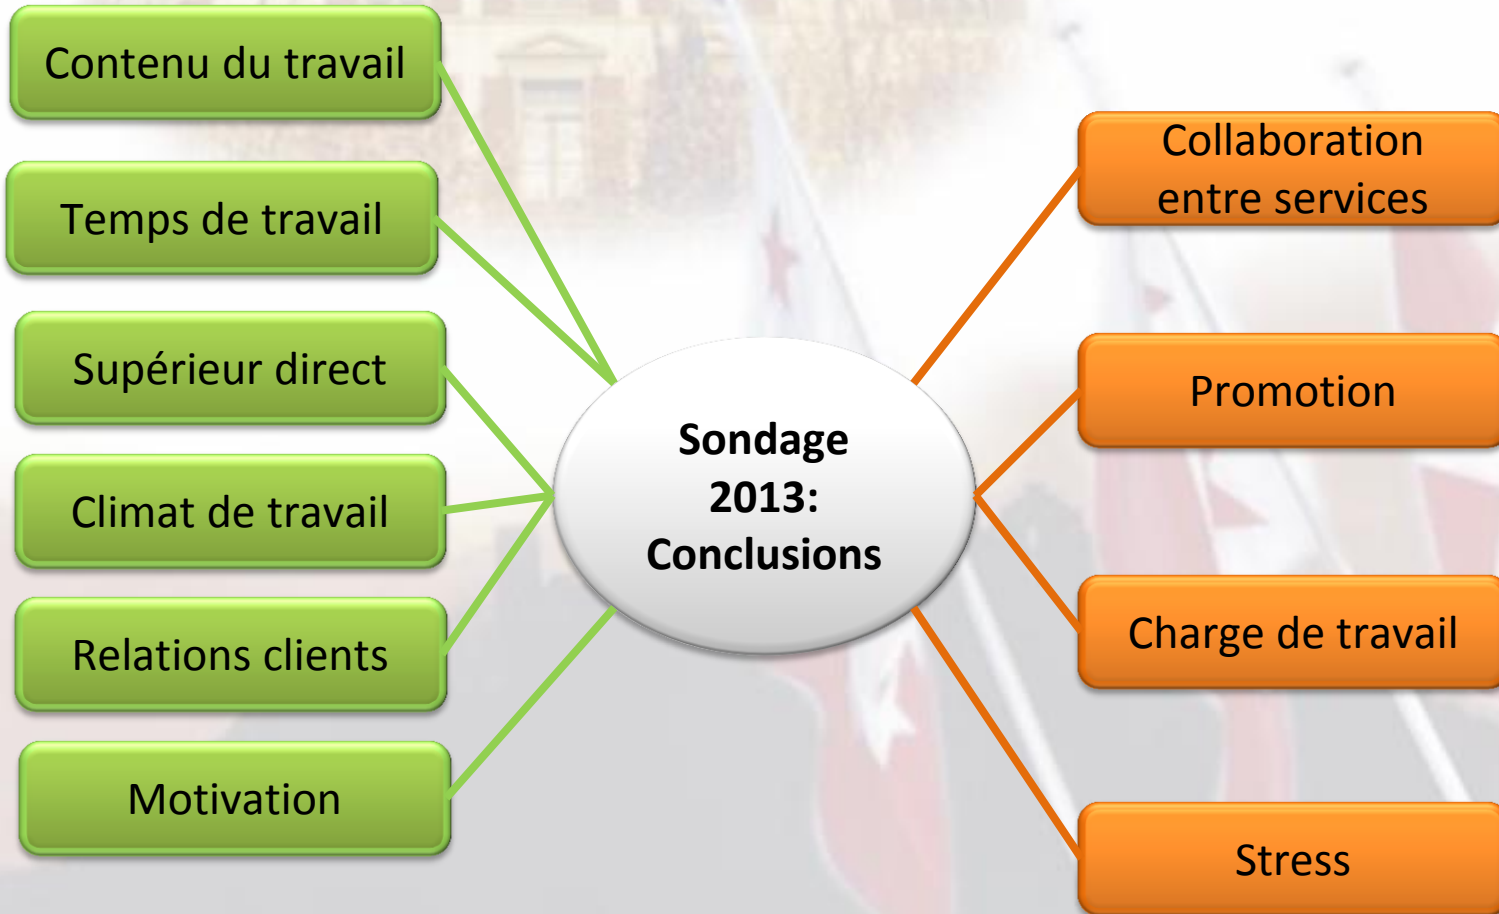 Contenu du travail
Temps de travail
Supérieur direct
Climat de travail
Relations clients
Motivation
Sondage
2013:
Conclusions
Collaboration
entre services
Promotion
Charge de travail
Stress